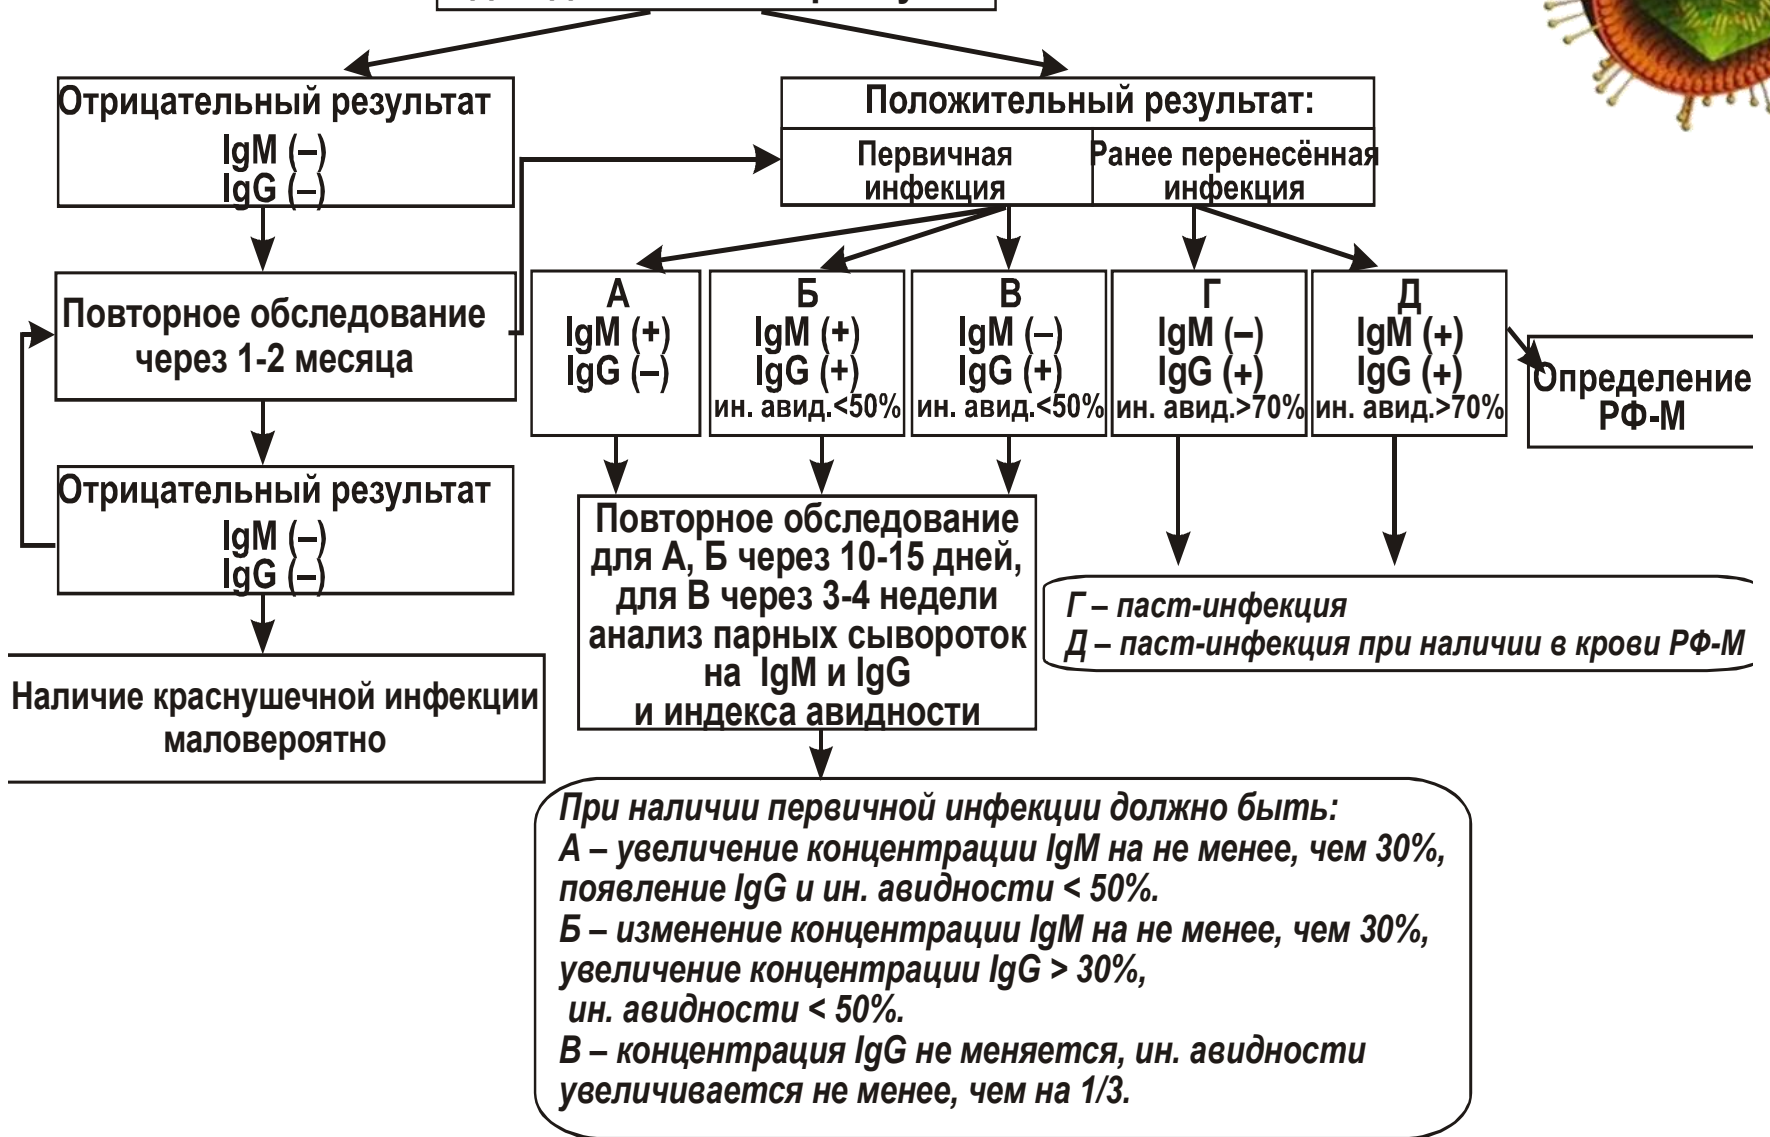 Отрицательный результат
IgM (–)
IgG (–)
Положительный результат:
Первичная
инфекция
Ранее перенесённая
инфекция
Повторное обследование
через 1-2 месяца
А
IgM (+)
IgG (–)
Б
IgM (+)
IgG (+)
ин. авид.<50%
В
IgM (–)
IgG (+)
ин. авид.<50%
Г
IgM (–)
IgG (+)
ин. авид.>70%
Д
IgM (+)
IgG (+)
ин. авид.>70%
Определение
РФ-М
Отрицательный результат
IgM (–)
IgG (–)
Повторное обследование
для А, Б через 10-15 дней,
для В через 3-4 недели
анализ парных сывороток
на IgM и IgG
и индекса авидности
Г – паст-инфекция
Д – паст-инфекция при наличии в крови РФ-М
Наличие краснушечной инфекции
маловероятно
При наличии первичной инфекции должно быть:
А – увеличение концентрации IgM на не менее, чем 30%,
появление IgG и ин. авидности < 50%.
Б – изменение концентрации IgM на не менее, чем 30%,
увеличение концентрации IgG > 30%,
ин. авидности < 50%.
В – концентрация IgG не меняется, ин. авидности
увеличивается не менее, чем на 1/3.